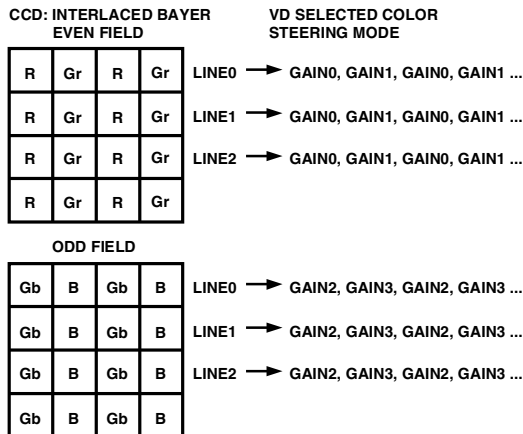 CCD: INTERLACED BAYER VD SELECTED COLOR
EVEN FIELD STEERING MODE
R Gr R Gr LINE0 GAIN0, GAIN1, GAIN0, GAIN1 ...
R Gr R Gr LINE1 GAIN0, GAIN1, GAIN0, GAIN1 ...
R Gr R Gr LINE2 GAIN0, GAIN1, GAIN0, GAIN1 ...
R Gr R Gr
ODD FIELD
Gb B Gb B LINE0 GAIN2, GAIN3, GAIN2, GAIN3 ...
Gb B Gb B LINE1 GAIN2, GAIN3, GAIN2, GAIN3 ...
Gb B Gb B LINE2 GAIN2, GAIN3, GAIN2, GAIN3 ...
Gb B Gb B